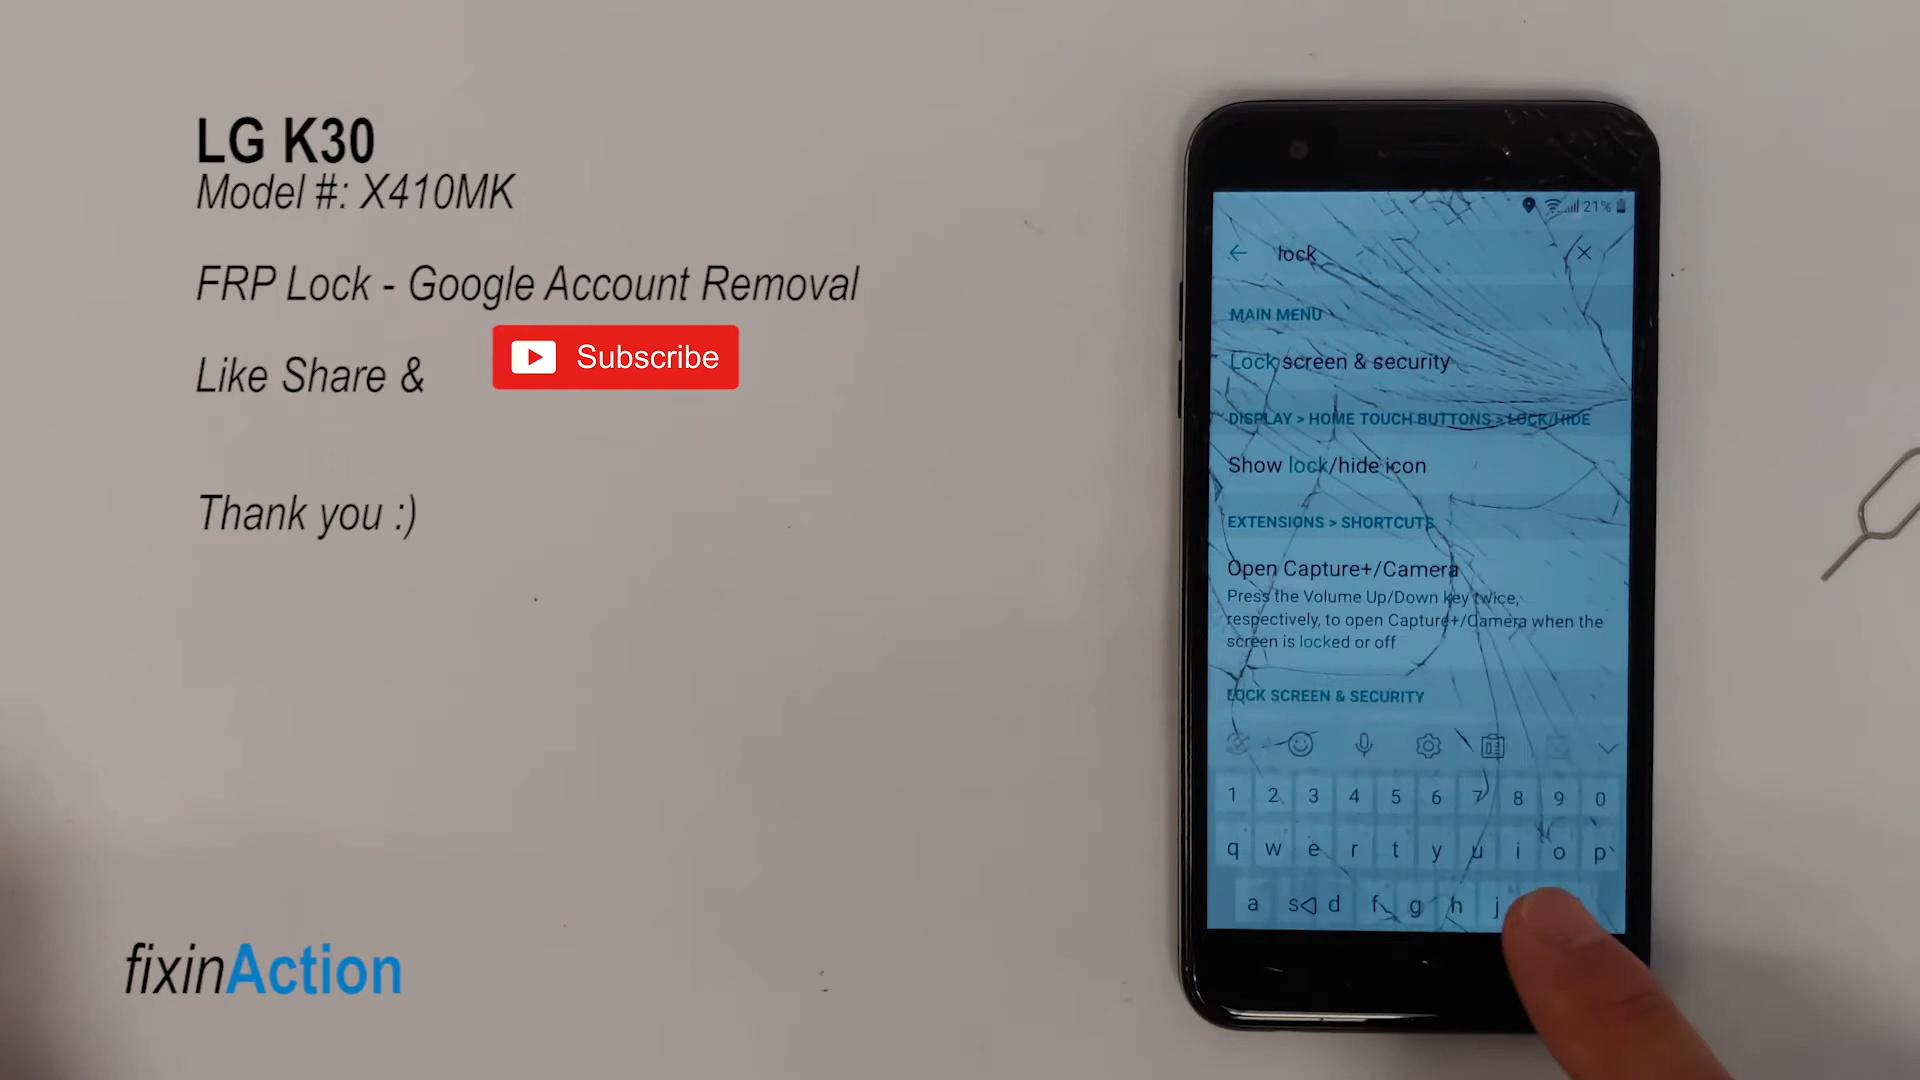 LG K30
Model #: X410MK
FRP Lock - Google Account Removal
Like Share &
Subscribe
Thank you :)
fixinAction
21%
lock
MAIN MENU
Lock screen & security
DISPLAY > HOME TOUCH BUTTONS > LOCK/HIDE
Show lock/hide icon
EXTENSIONS > SHORTCUTS
Open Capture+/Camera
Press the Volume Up/Down key twice,
respectively, to open Capture+/Camera when the
screen is locked or off
LOCK SCREEN & SECURITY
1 2 3 4 5 6 7 8 9 0
q w e r t y u i o p
a s d f g h j